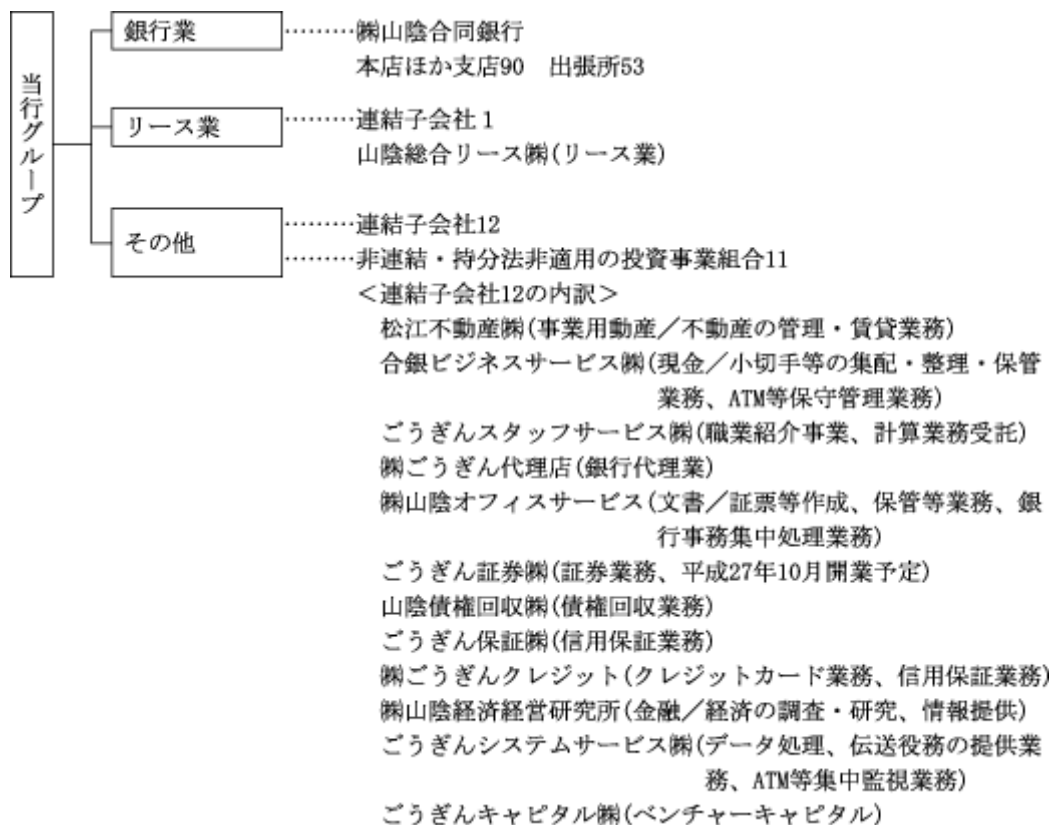 当行グループ
銀行業
………㈱山陰合同銀行
本店ほか支店90　出張所53
リース業
………連結子会社１
山陰総合リース㈱(リース業)
その他
………連結子会社12
………非連結・持分法非適用の投資事業組合11
＜連結子会社12の内訳＞
松江不動産㈱(事業用動産／不動産の管理・賃貸業務)
合銀ビジネスサービス㈱(現金／小切手等の集配・整理・保管
業務、ATM等保守管理業務)
ごうぎんスタッフサービス㈱(職業紹介事業、計算業務受託)
㈱ごうぎん代理店(銀行代理業)
㈱山陰オフィスサービス(文書／証票等作成、保管等業務、銀
行事務集中処理業務)
ごうぎん証券㈱(証券業務、平成27年10月開業予定)
山陰債権回収㈱(債権回収業務)
ごうぎん保証㈱(信用保証業務)
㈱ごうぎんクレジット(クレジットカード業務、信用保証業務)
㈱山陰経済経営研究所(金融／経済の調査・研究、情報提供)
ごうぎんシステムサービス㈱(データ処理、伝送役務の提供業
務、ATM等集中監視業務)
ごうぎんキャピタル㈱(ベンチャーキャピタル)